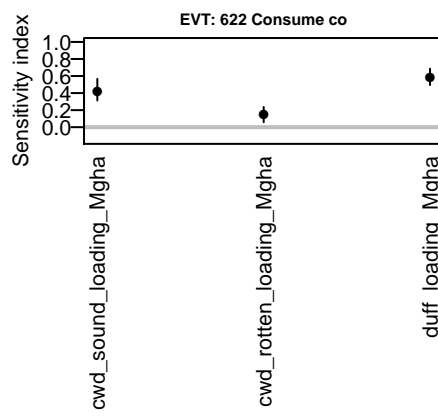 EVT: 622 Consume co
Sensitivity index
1.0
0.8
0.6
0.4
0.2
0.0
cwd_sound_loading_Mgha
cwd_rotten_loading_Mgha
duff_loading_Mgha